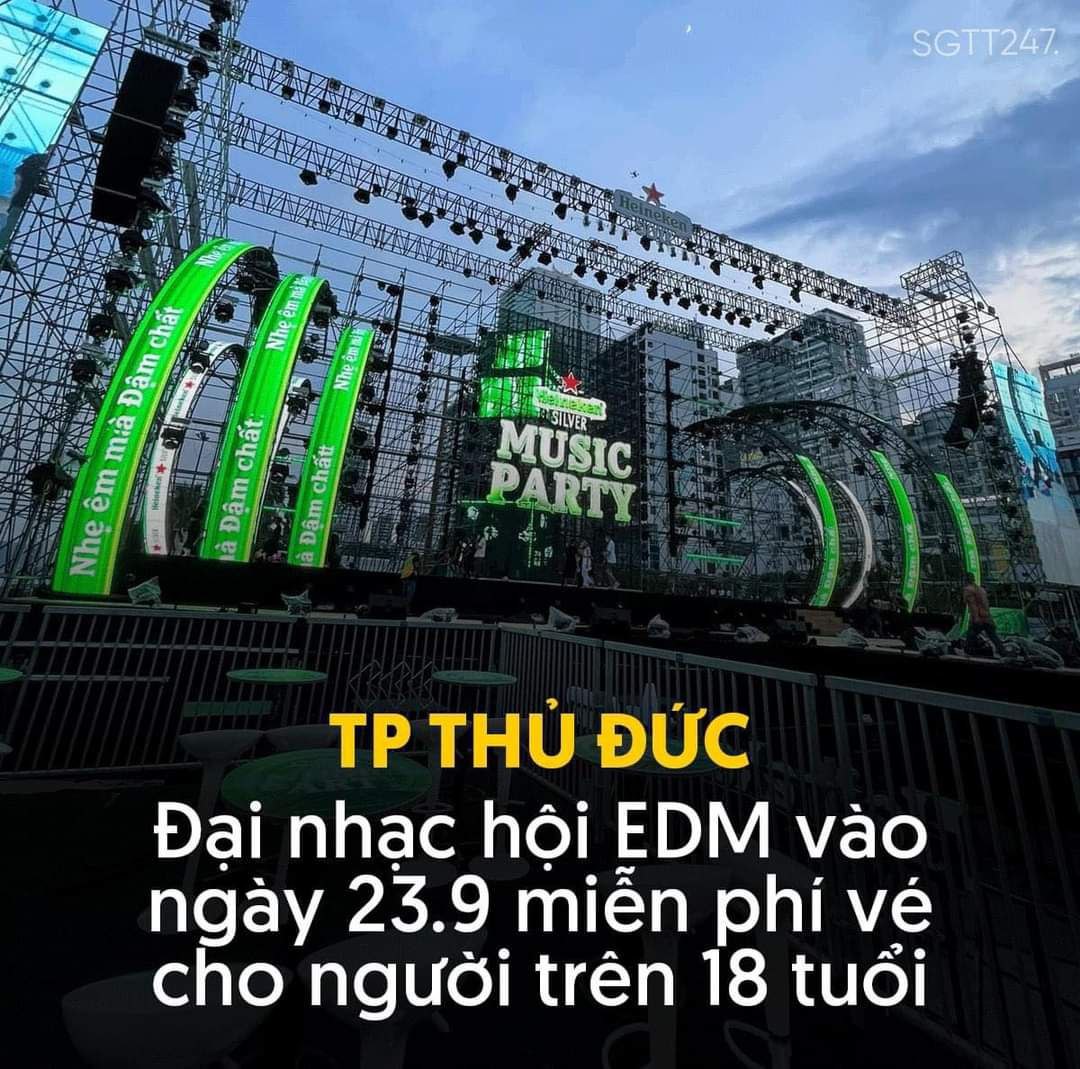 SGTT247.
Heineken
Nhẹ êm mà Đậm chất
Nhẹ êm mà
à Đậm chất
Nhẹ êm mà
à Đậm chất
Heineken
Heineken
SILVER
MUSIC
PARTY
TP THỦ ĐỨC
Đại nhạc hội EDM vào
ngày 23.9 miễn phí vé
cho người trên 18 tuổi